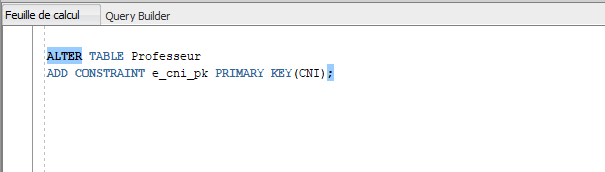 Feuille de calcul Query Builder
ALTER TABLE Professeur
ADD CONSTRAINT e_cni_pk PRIMARY KEY(CNI);